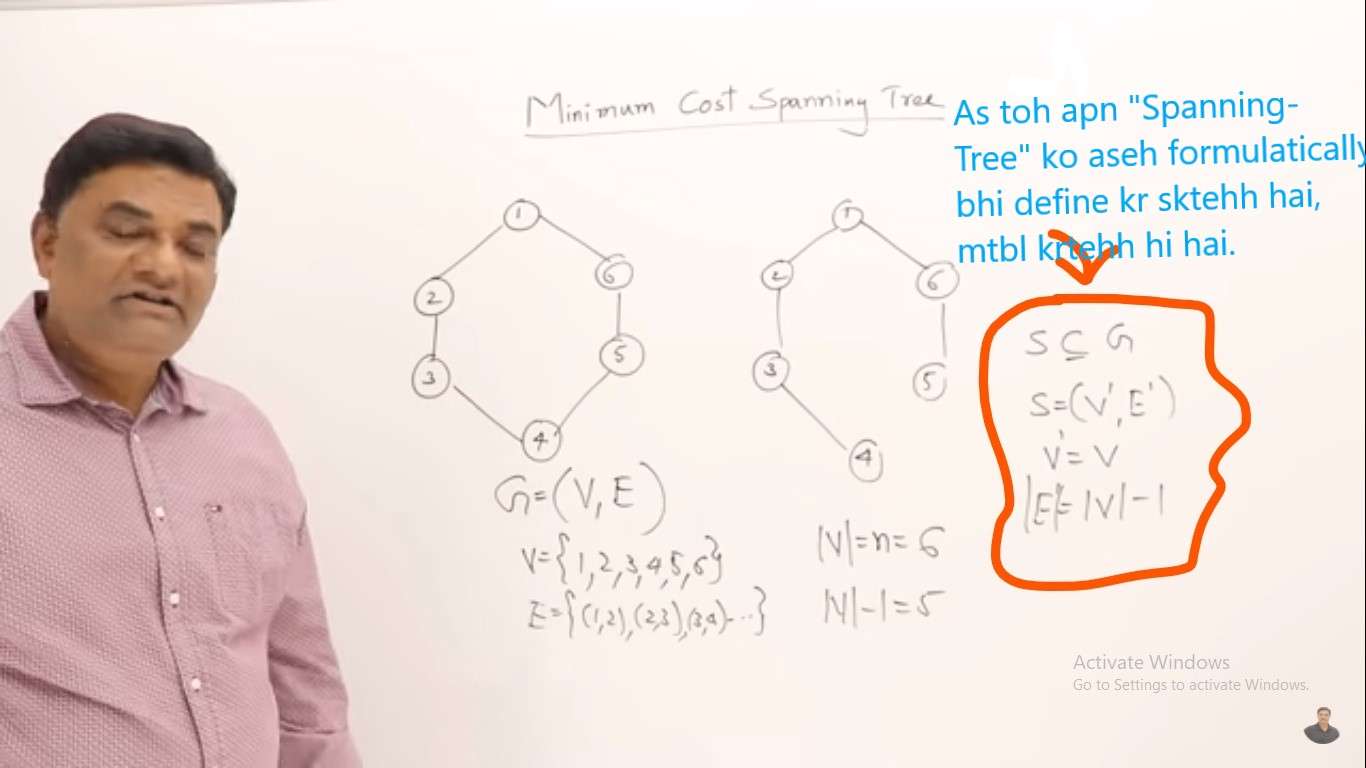 Minimum Cost Spanning Tree
As toh apn "Spanning-
Tree" ko aseh formulatically
bhi define kr sktehh hai,
mtbl krtehh hi hai.
1
2
6
3
5
4
1
2
6
3
5
4
G=(V,E)
V={1,2,3,4,5,6}
E={(1,2),(2,3),(3,4)---}
|V|=n=6
|V|-1=5
S⊆G
S=(V',E')
V'=V
|E'|=|V|-1
Activate Windows
Go to Settings to activate Windows.